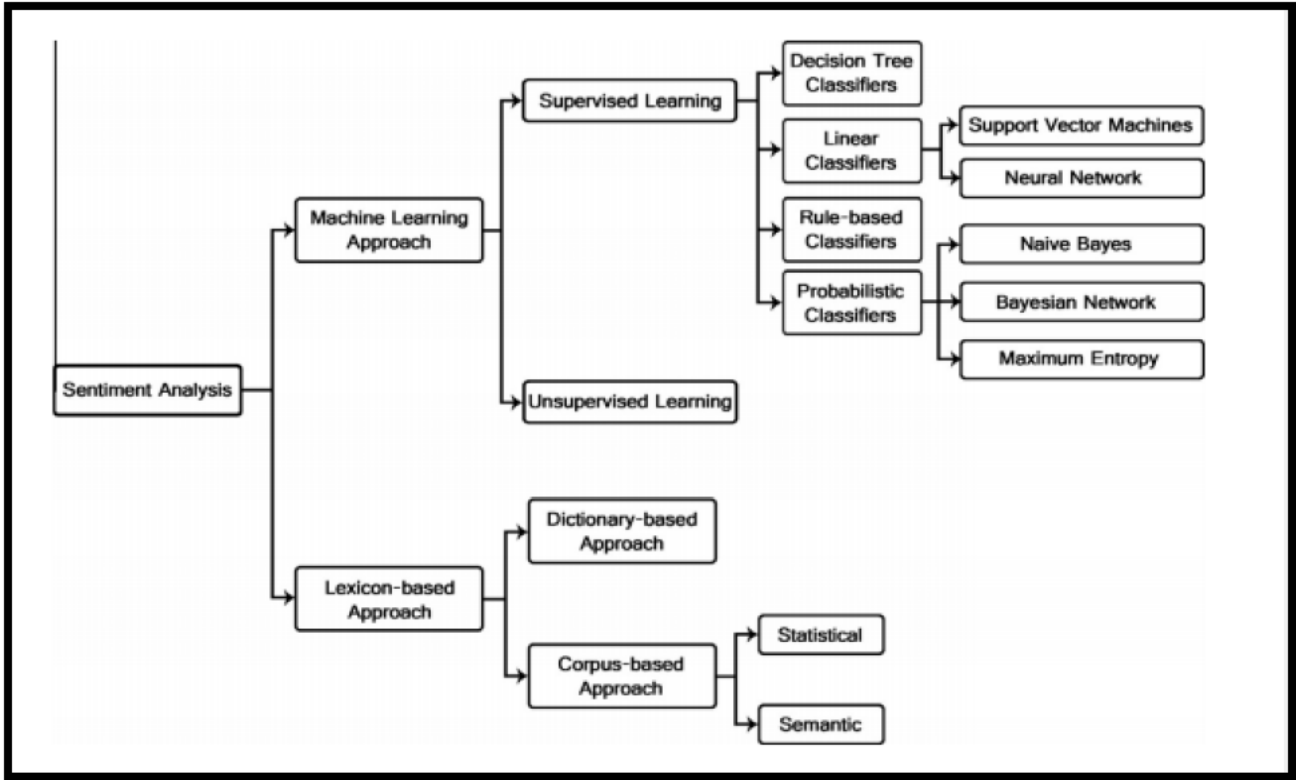 Decision Tree
Classifiers
Supervised Learning
Support Vector Machines
Linear
Classifiers
Neural Network
Machine Learning
Approach
Rule-based
Classifiers
Naive Bayes
Probabilistic
Classifiers
Bayesian Network
Maximum Entropy
Sentiment Analysis
Unsupervised Learning
Dictionary-based
Approach
Lexicon-based
Approach
Statistical
Corpus-based
Approach
Semantic